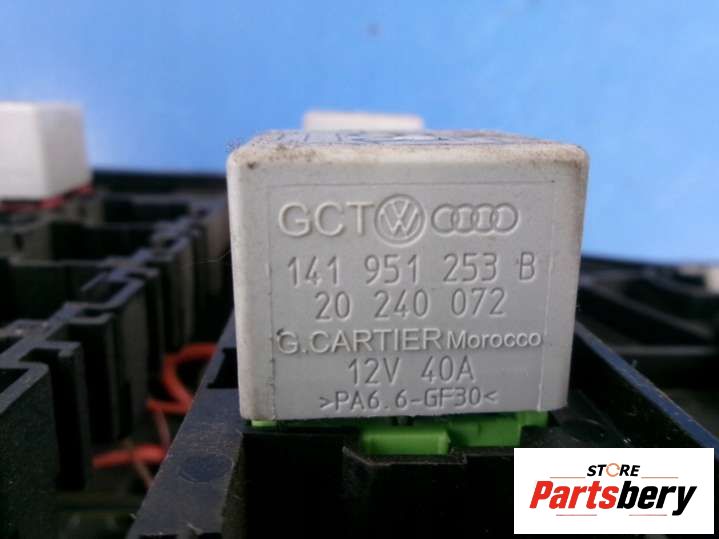 GCT
141 951 253 B
20 240 072
G.CARTIER Morocco
12V 40A
>PA6.6-GF30<
STORE
Partsbery